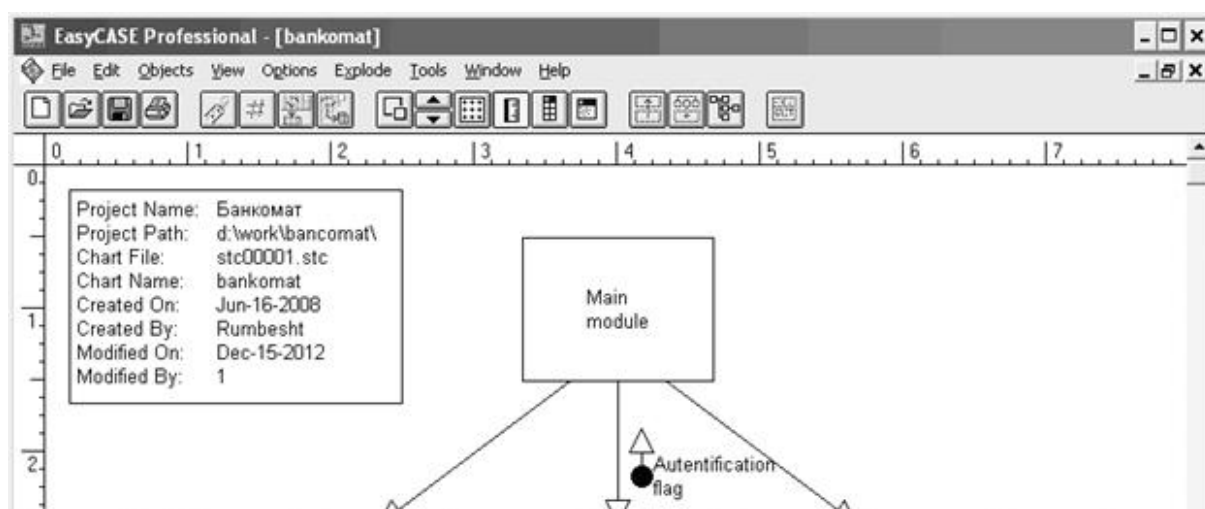 EasyCASE Professional - [bankomat]
File Edit Objects View Options Explode Tools Window Help
0 1 2 3 4 5 6 7
0
Project Name: Банкомат
Project Path: d:\work\bancomat\
Chart File: stc00001.stc
Chart Name: bankomat
Created On: Jun-16-2008
Created By: Rumbesht
Modified On: Dec-15-2012
Modified By: 1
Main
module
1
2
Autentification
flag